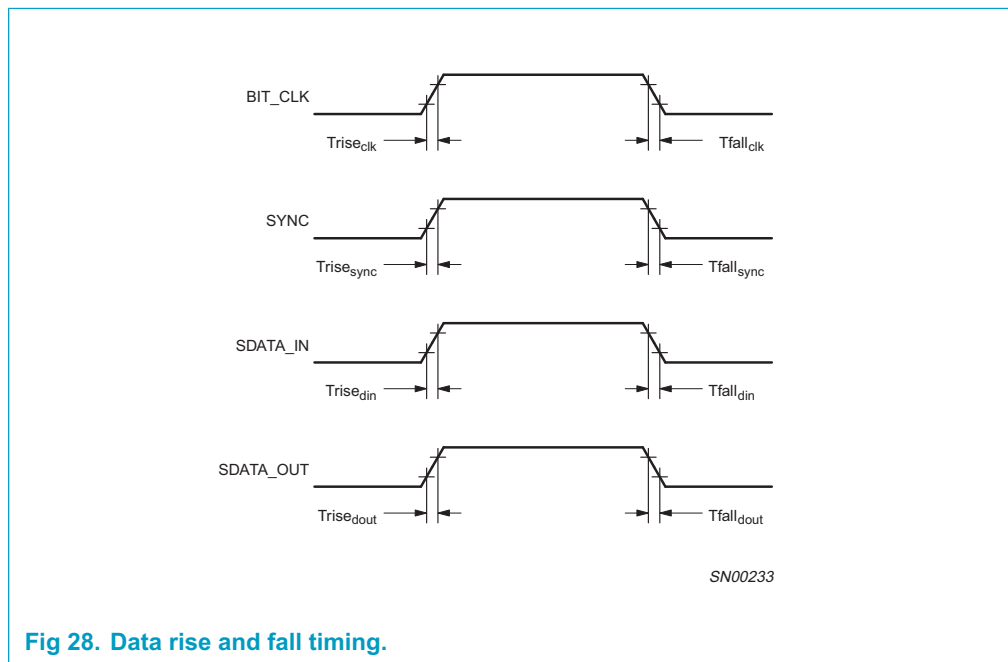 BIT_CLK
Triseclk
Tfallclk
SYNC
Trisesync
Tfallsync
SDATA_IN
Trisedin
Tfalldin
SDATA_OUT
Trisedout
Tfalldout
SN00233
Fig 28. Data rise and fall timing.